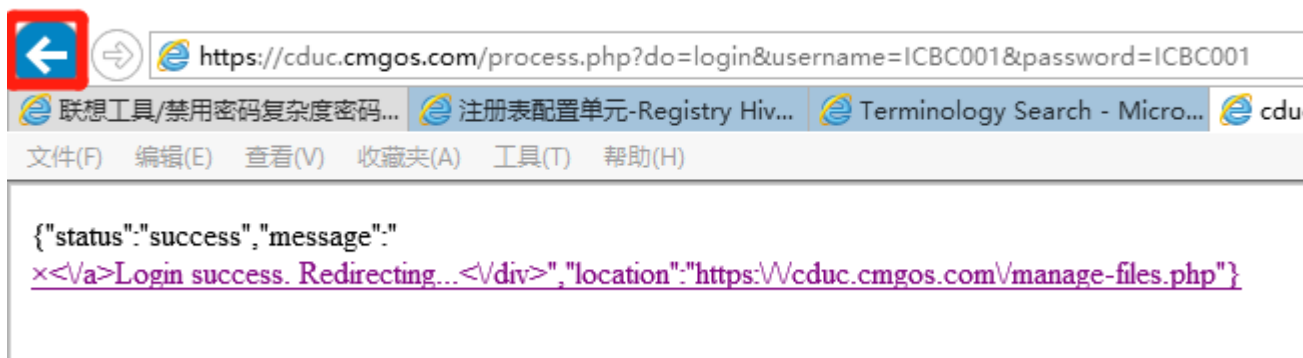 https://cduc.cmgos.com/process.php?do=login&username=ICBC001&password=ICBC001
联想工具/禁用密码复杂度密码... 注册表配置单元-Registry Hiv... Terminology Search - Micro... cdu
文件(F) 编辑(E) 查看(V) 收藏夹(A) 工具(T) 帮助(H)
{"status":"success","message":"
×<\/a>Login success. Redirecting...<\/div>","location":"https:\/\/cduc.cmgos.com\/manage-files.php"}